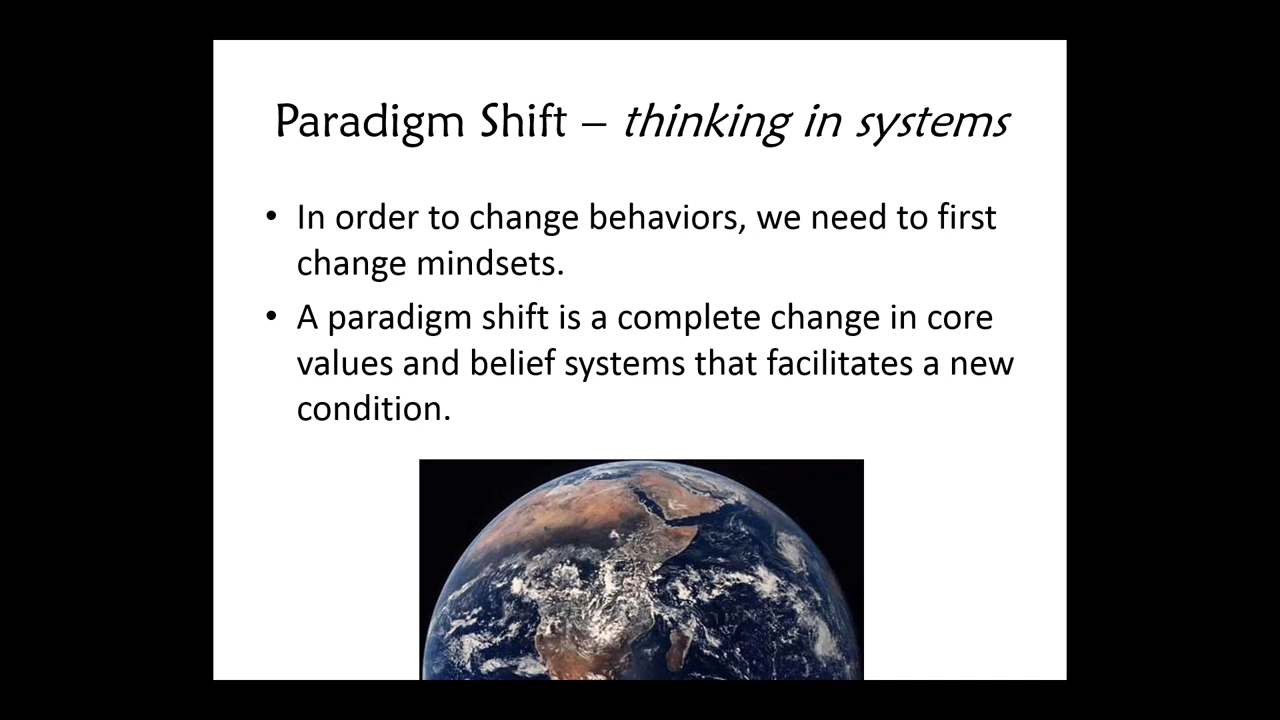 Paradigm Shift – thinking in systems
• In order to change behaviors, we need to first
change mindsets.
• A paradigm shift is a complete change in core
values and belief systems that facilitates a new
condition.